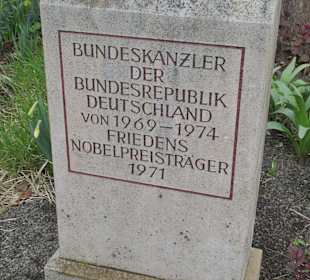 BUNDESKANZLER
DER
BUNDESREPUBLIK
DEUTSCHLAND
VON 1969-1974
FRIEDENS
NOBELPREISTRÄGER
1971